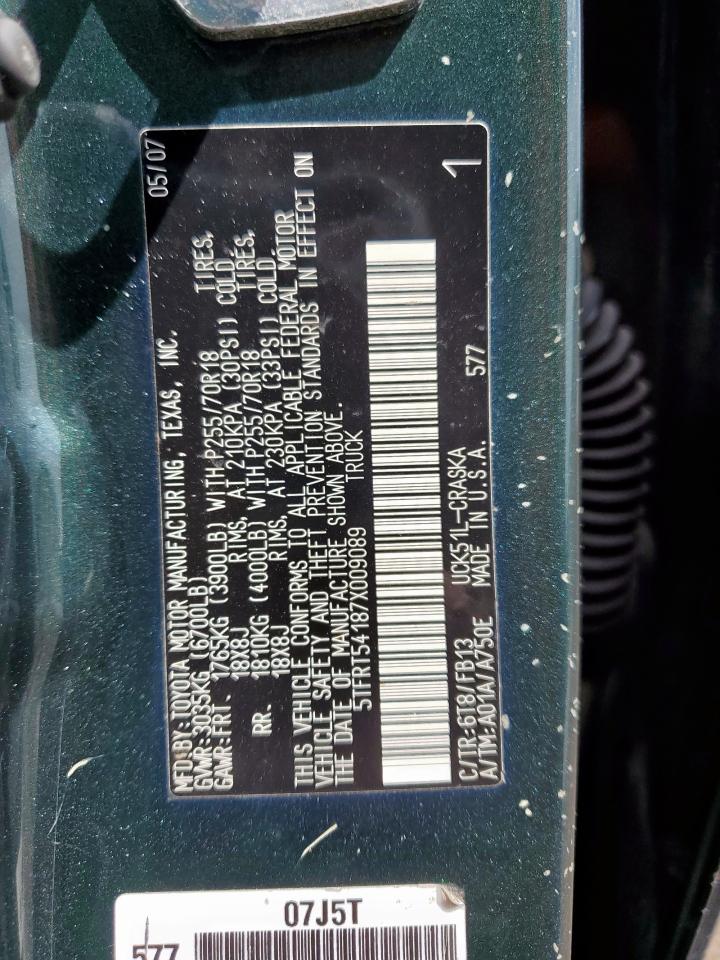 MFD.BY:TOYOTA MOTOR MANUFACTURING, TEXAS, INC. 05/07
GVWR:3035KG (6700LB)
GAWR:FRT. 1765KG (3900LB) WITH P255/70R18 TIRES,
18X8J RIMS, AT 210KPA (30PSI) COLD.
RR. 1810KG (4000LB) WITH P255/70R18 TIRES,
18X8J RIMS, AT 230KPA (33PSI) COLD.
THIS VEHICLE CONFORMS TO ALL APPLICABLE FEDERAL MOTOR
VEHICLE SAFETY AND THEFT PREVENTION STANDARDS IN EFFECT ON
THE DATE OF MANUFACTURE SHOWN ABOVE.
5TFRT54187X009089 TRUCK
C/TR:6T8/FB13 UCK51L-CRASKA 1
A/TM:A01A/A750E MADE IN U.S.A. 577
07J5T
577